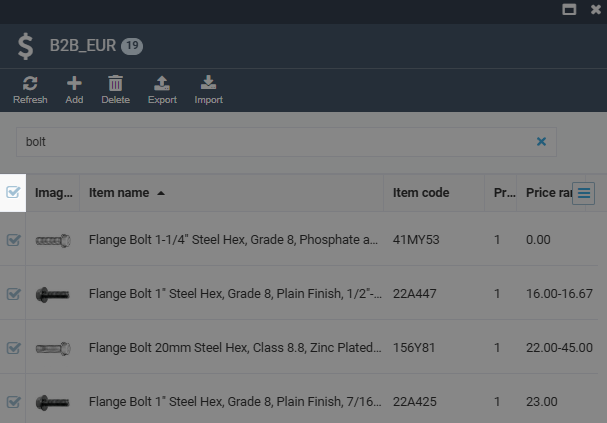 B2B_EUR 19
Refresh Add Delete Export Import
bolt
Imag... Item name Item code Pr... Price ra
Flange Bolt 1-1/4" Steel Hex, Grade 8, Phosphate a... 41MY53 1 0.00
Flange Bolt 1" Steel Hex, Grade 8, Plain Finish, 1/2"-... 22A447 1 16.00-16.67
Flange Bolt 20mm Steel Hex, Class 8.8, Zinc Plated... 156Y81 1 22.00-45.00
Flange Bolt 1" Steel Hex, Grade 8, Plain Finish, 7/16... 22A425 1 23.00